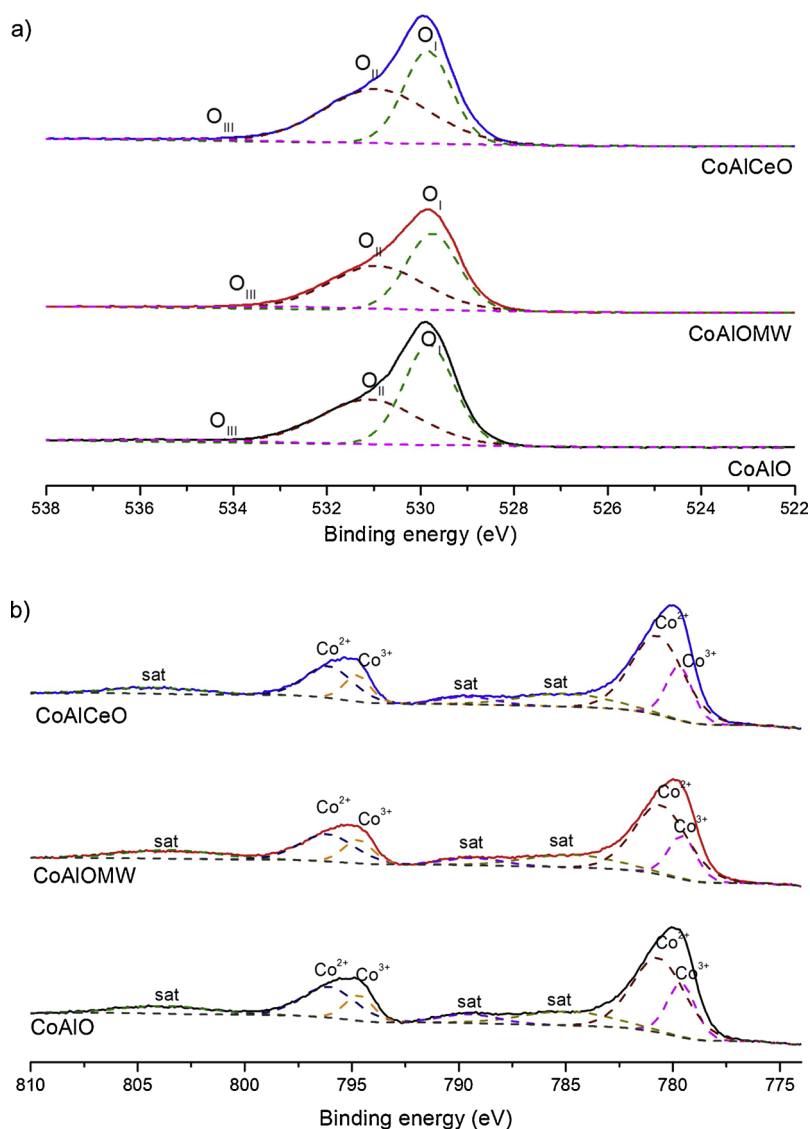 a)
O_I
O_II
O_III
CoAlCeO
O_I
O_II
O_III
CoAlOMW
O_I
O_II
O_III
CoAlO
538 536 534 532 530 528 526 524 522
Binding energy (eV)
b)
Co²⁺
Co³⁺
Co²⁺
Co³⁺
sat
sat
sat
CoAlCeO
Co²⁺
Co³⁺
Co²⁺
Co³⁺
sat
sat
sat
CoAlOMW
Co²⁺
Co³⁺
Co²⁺
Co³⁺
sat
sat
sat
CoAlO
810 805 800 795 790 785 780 775
Binding energy (eV)